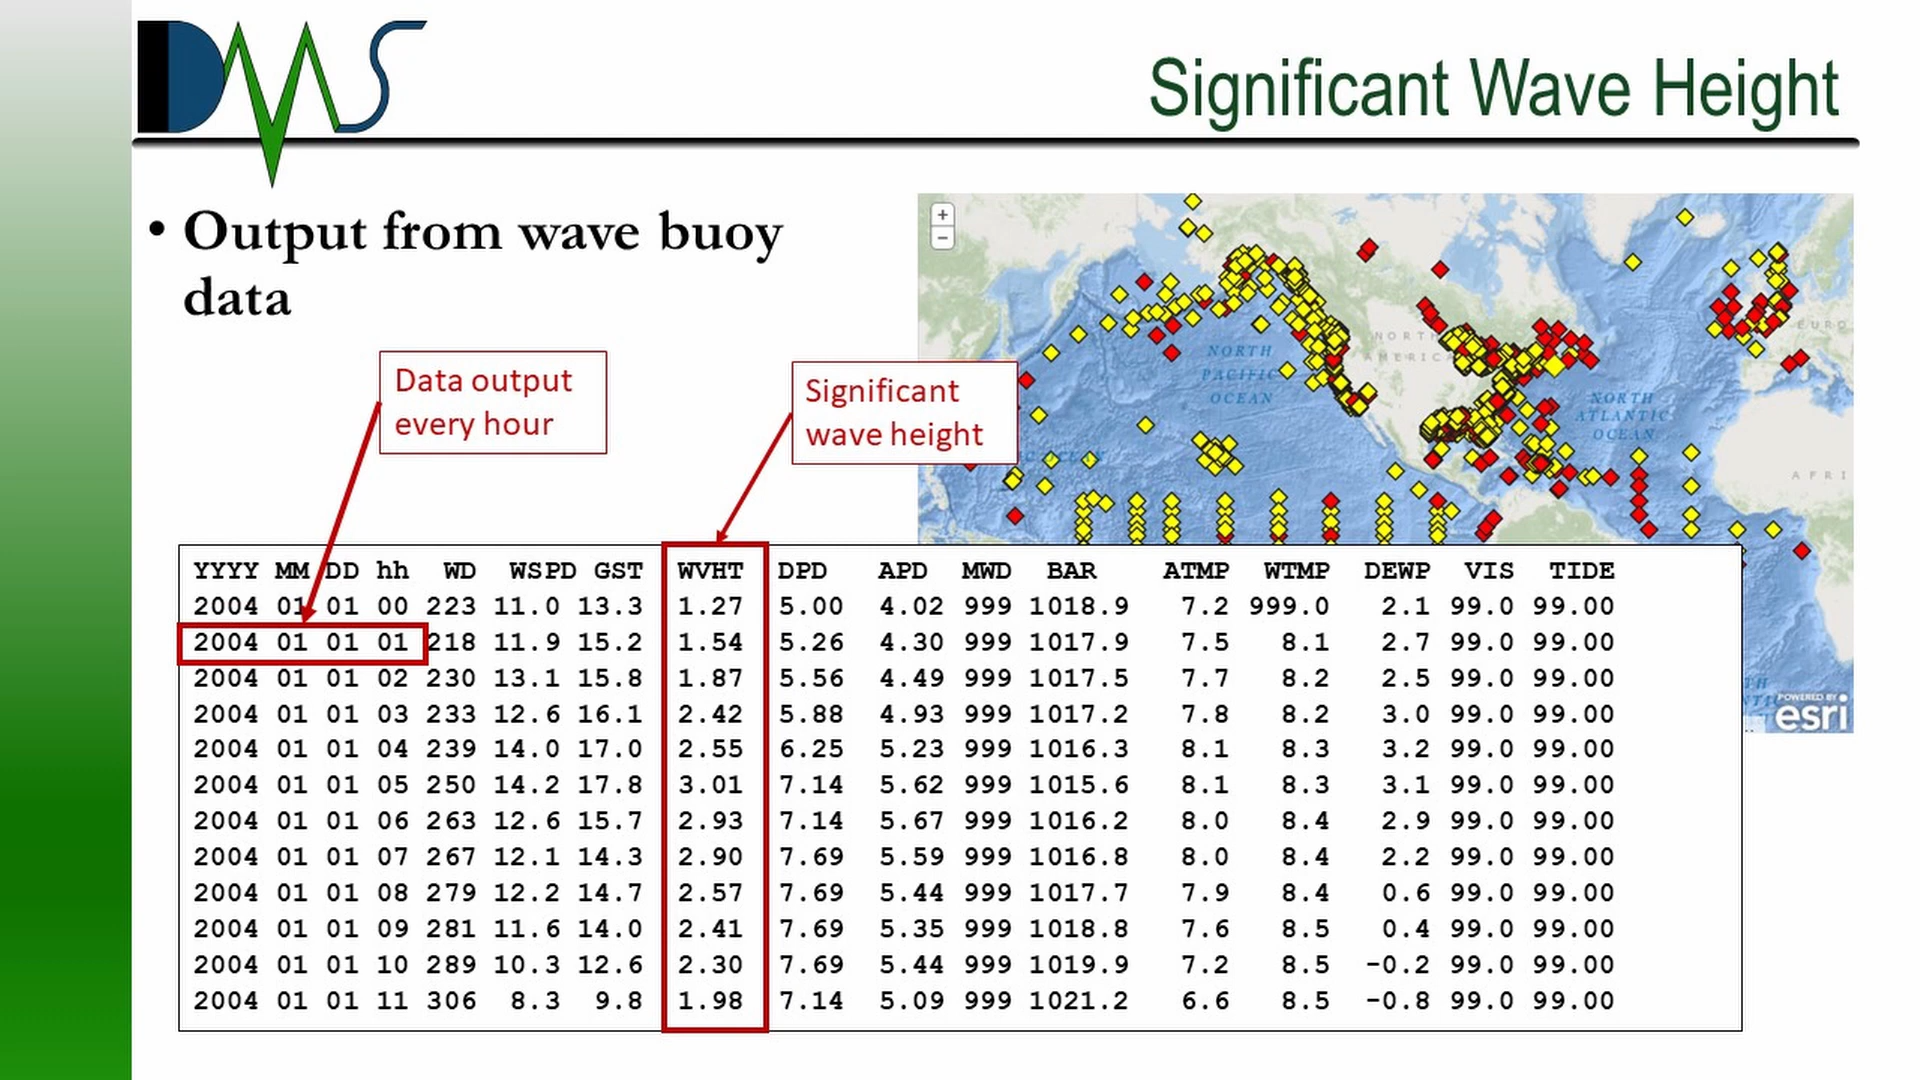 DMS
Significant Wave Height
• Output from wave buoy
data
+
−
NORTH
AMERICA
NORTH
PACIFIC
OCEAN
NORTH
ATLANTIC
OCEAN
EURO
AFRI
Data output
every hour
Significant
wave height
YYYY MM DD hh WD WSPD GST WVHT DPD APD MWD BAR ATMP WTMP DEWP VIS TIDE
2004 01 01 00 223 11.0 13.3 1.27 5.00 4.02 999 1018.9 7.2 999.0 2.1 99.0 99.00
2004 01 01 01 218 11.9 15.2 1.54 5.26 4.30 999 1017.9 7.5 8.1 2.7 99.0 99.00
2004 01 01 02 230 13.1 15.8 1.87 5.56 4.49 999 1017.5 7.7 8.2 2.5 99.0 99.00
2004 01 01 03 233 12.6 16.1 2.42 5.88 4.93 999 1017.2 7.8 8.2 3.0 99.0 99.00
2004 01 01 04 239 14.0 17.0 2.55 6.25 5.23 999 1016.3 8.1 8.3 3.2 99.0 99.00
2004 01 01 05 250 14.2 17.8 3.01 7.14 5.62 999 1015.6 8.1 8.3 3.1 99.0 99.00
2004 01 01 06 263 12.6 15.7 2.93 7.14 5.67 999 1016.2 8.0 8.4 2.9 99.0 99.00
2004 01 01 07 267 12.1 14.3 2.90 7.69 5.59 999 1016.8 8.0 8.4 2.2 99.0 99.00
2004 01 01 08 279 12.2 14.7 2.57 7.69 5.44 999 1017.7 7.9 8.4 0.6 99.0 99.00
2004 01 01 09 281 11.6 14.0 2.41 7.69 5.35 999 1018.8 7.6 8.5 0.4 99.0 99.00
2004 01 01 10 289 10.3 12.6 2.30 7.69 5.44 999 1019.9 7.2 8.5 -0.2 99.0 99.00
2004 01 01 11 306 8.3 9.8 1.98 7.14 5.09 999 1021.2 6.6 8.5 -0.8 99.0 99.00
POWERED BY
esri